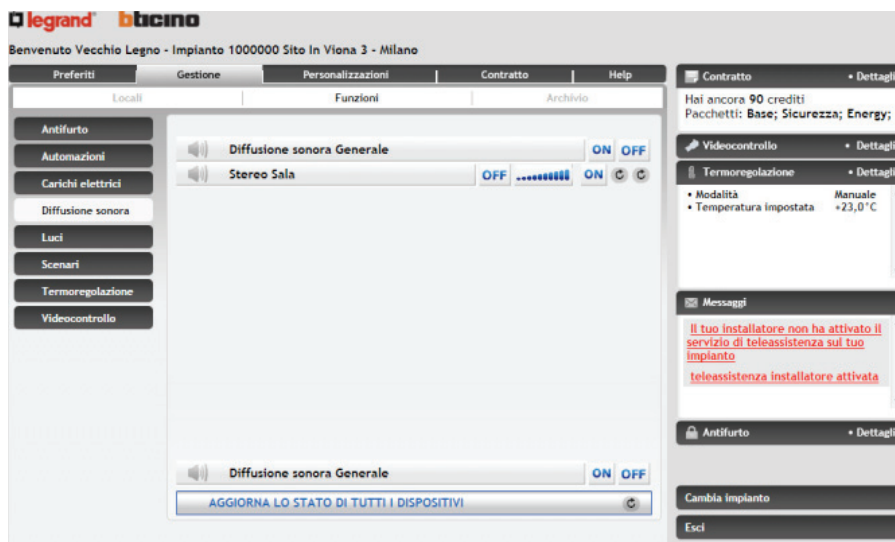 legrand bticino
Benvenuto Vecchio Legno - Impianto 1000000 Sito In Viona 3 - Milano
Preferiti Gestione Personalizzazioni Contratto Help
Locali Funzioni Archivio
Antifurto
Automazioni
Carichi elettrici
Diffusione sonora
Luci
Scenari
Termoregolazione
Videocontrollo
Diffusione sonora Generale ON OFF
Stereo Sala OFF ON
Diffusione sonora Generale ON OFF
AGGIORNA LO STATO DI TUTTI I DISPOSITIVI
Contratto • Dettagli
Hai ancora 90 crediti
Pacchetti: Base; Sicurezza; Energy;
Videocontrollo • Dettagli
Termoregolazione • Dettagli
• Modalità Manuale
• Temperatura impostata +23,0°C
Messaggi
Il tuo installatore non ha attivato il
servizio di teleassistenza sul tuo
impianto
teleassistenza installatore attivata
Antifurto • Dettagli
Cambia impianto
Esci